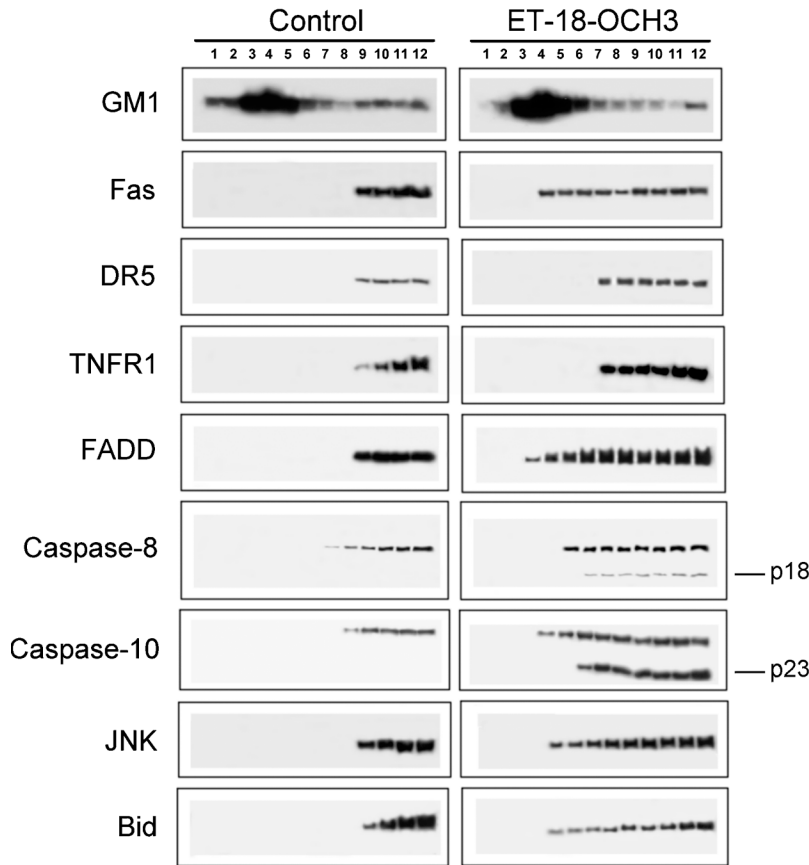 Control ET-18-OCH3
1 2 3 4 5 6 7 8 9 10 11 12 1 2 3 4 5 6 7 8 9 10 11 12
GM1
Fas
DR5
TNFR1
FADD
Caspase-8
p18
Caspase-10
p23
JNK
Bid